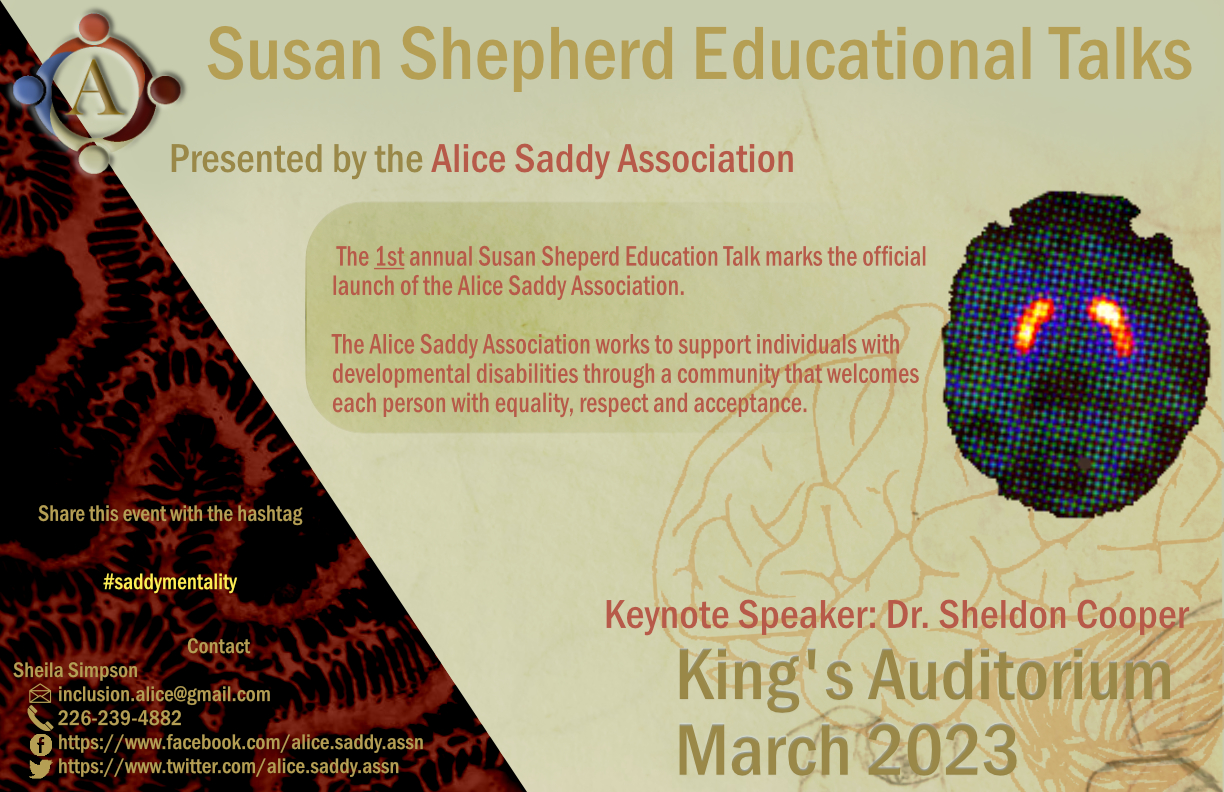 A
Susan Shepherd Educational Talks
Presented by the Alice Saddy Association
The 1st annual Susan Sheperd Education Talk marks the official
launch of the Alice Saddy Association.
The Alice Saddy Association works to support individuals with
developmental disabilities through a community that welcomes
each person with equality, respect and acceptance.
Share this event with the hashtag
#saddymentality
Contact
Sheila Simpson
inclusion.alice@gmail.com
226-239-4882
https://www.facebook.com/alice.saddy.assn
https://www.twitter.com/alice.saddy.assn
Keynote Speaker: Dr. Sheldon Cooper
King's Auditorium
March 2023